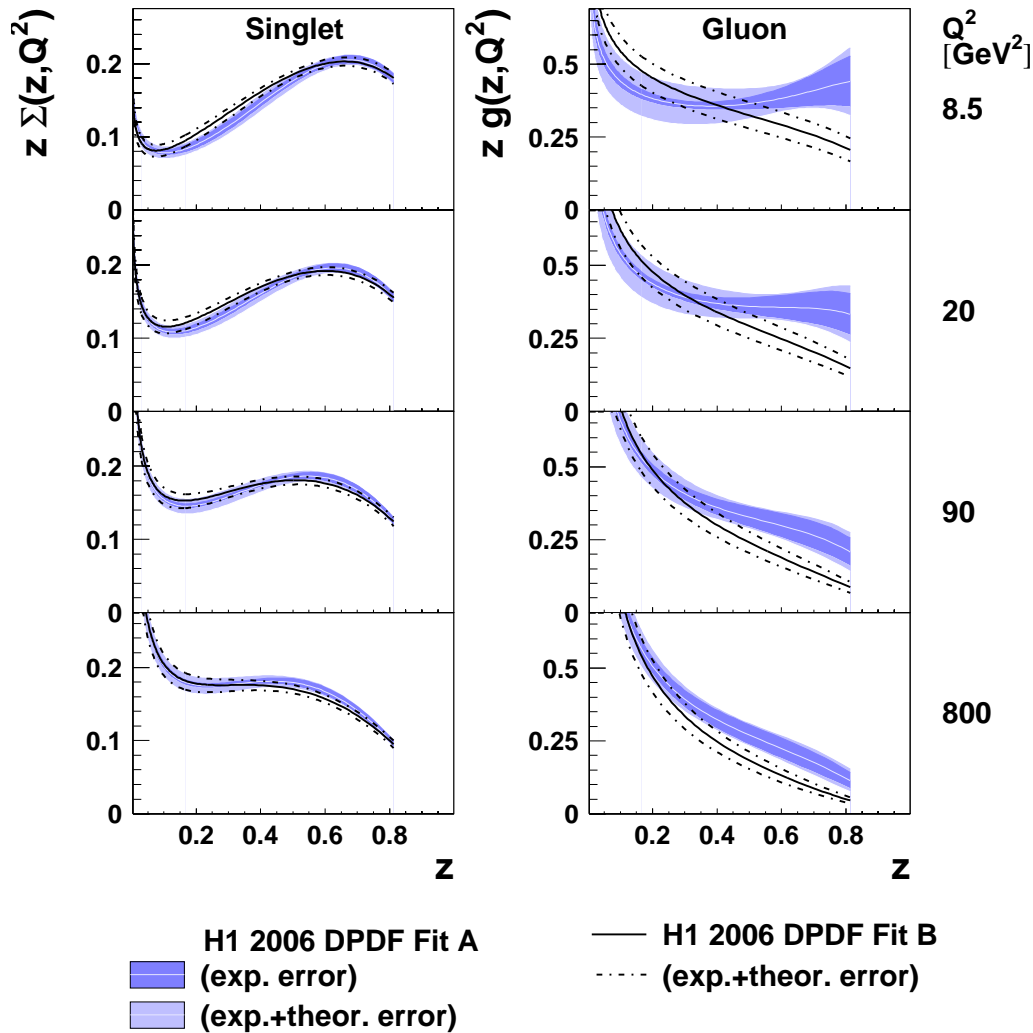 Singlet
Gluon
Q²
[GeV²]
z Σ(z,Q²)
z g(z,Q²)
0.2
0.1
0
0.5
0.25
0
8.5
0.2
0.1
0
0.5
0.25
0
20
0.2
0.1
0
0.5
0.25
0
90
0.2
0.1
0
0.5
0.25
0
800
0.2 0.4 0.6 0.8
0.2 0.4 0.6 0.8
z
z
H1 2006 DPDF Fit A
(exp. error)
(exp.+theor. error)
H1 2006 DPDF Fit B
(exp.+theor. error)